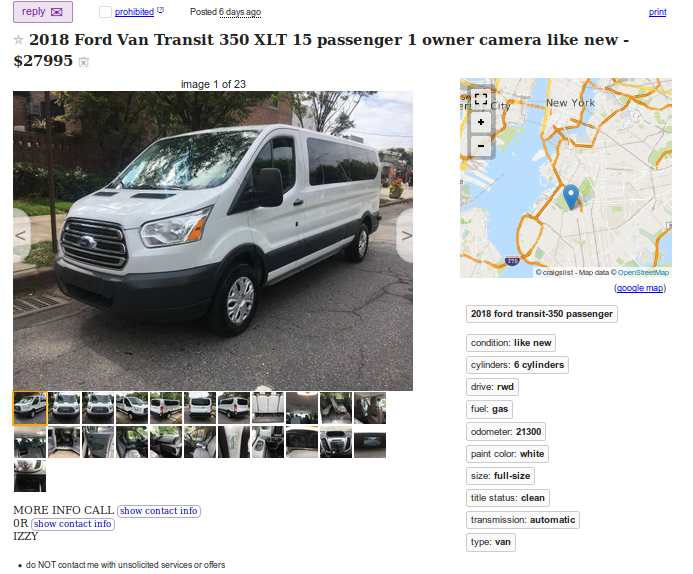 reply
prohibited [?]
Posted 6 days ago
print
2018 Ford Van Transit 350 XLT 15 passenger 1 owner camera like new -
$27995
image 1 of 23
<
>
City
New York
+
−
278
© craigslist - Map data © OpenStreetMap
(google map)
2018 ford transit-350 passenger
condition: like new
cylinders: 6 cylinders
drive: rwd
fuel: gas
odometer: 21300
paint color: white
size: full-size
title status: clean
transmission: automatic
type: van
MORE INFO CALL show contact info
0R show contact info
IZZY
• do NOT contact me with unsolicited services or offers